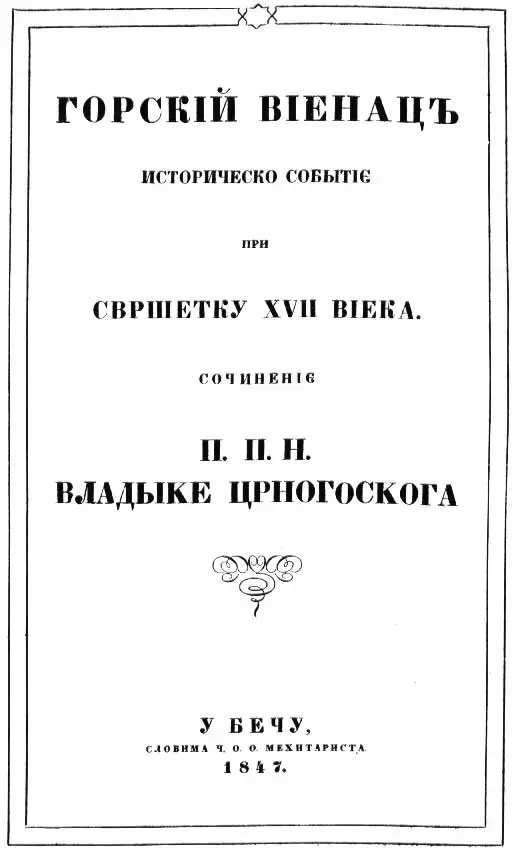 ГОРСКІЙ ВІЕНАЦЪ
ИСТОРИЧЕСКО СОБЫТІЄ
ПРИ
СВРШЕТКУ XVII ВІЕКА.
СОЧИНЕНІЄ
П. П. Н.
ВЛАДЫКЕ ЦРНОГОСКОГА
У БЕЧУ,
СЛОВИМА Ч. О. О. МЕХИТАРИСТА.
1847.